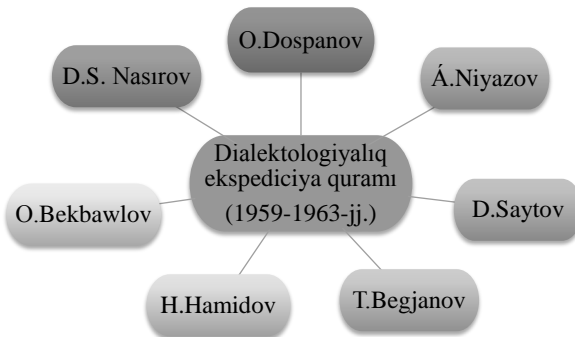 O.Dospanov
D.S. Nasırov
Á.Niyazov
Dialektologiyalıq
ekspediciya quramı
(1959-1963-jj.)
O.Bekbawlov
D.Saytov
H.Hamidov
T.Begjanov